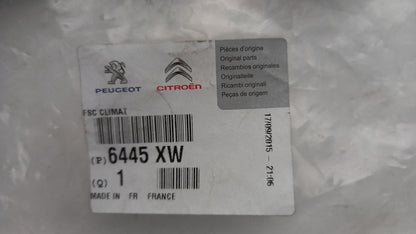 PEUGEOT
CITROËN
Pièces d'origine
Original parts
Recambios originales
Originalteile
Ricambi originali
Peças de origem
FSC CLIMAT
(P) 6445 XW
(Q) 1
MADE IN FR FRANCE
17/09/2015 - 21:06